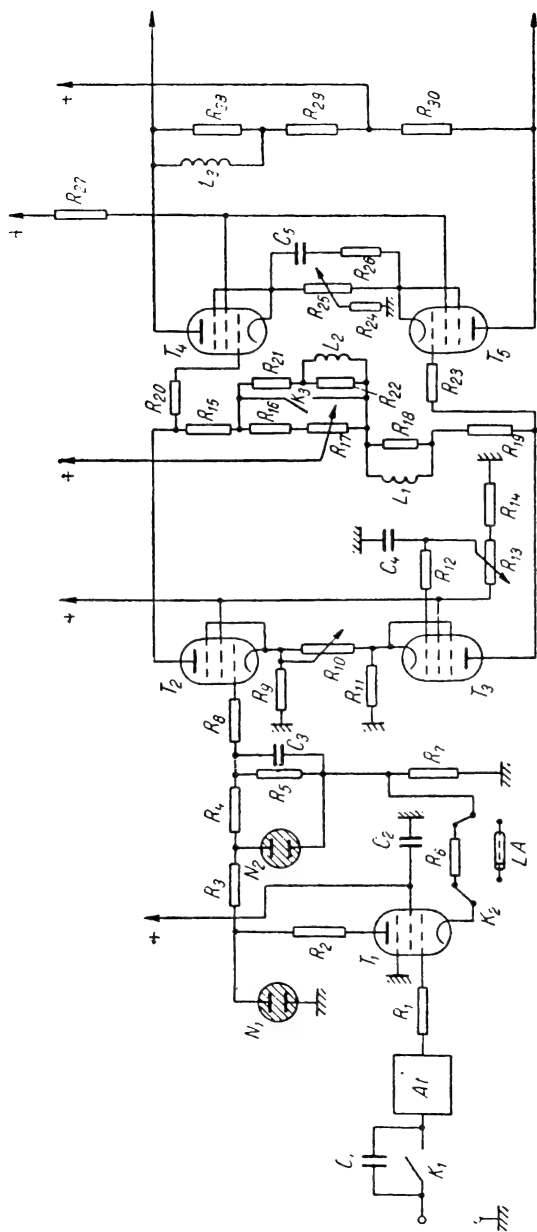 C₁
K₁
A1
R₁
N₁
R₂
T₁
K₂
LA
R₆
C₂
R₃
N₂
R₄
R₅
C₃
R₇
R₈
+
T₂
R₉
R₁₀
R₁₁
T₃
+
C₄
R₁₂
R₁₃
R₁₄
+
R₂₀
R₁₅
R₁₆
R₁₇
K₃
R₂₁
L₂
R₂₂
L₁
R₁₈
R₁₉
R₂₃
T₄
C₅
R₂₅
R₂₆
R₂₄
T₅
+
R₂₇
+
L₃
R₂₈
R₂₉
R₃₀